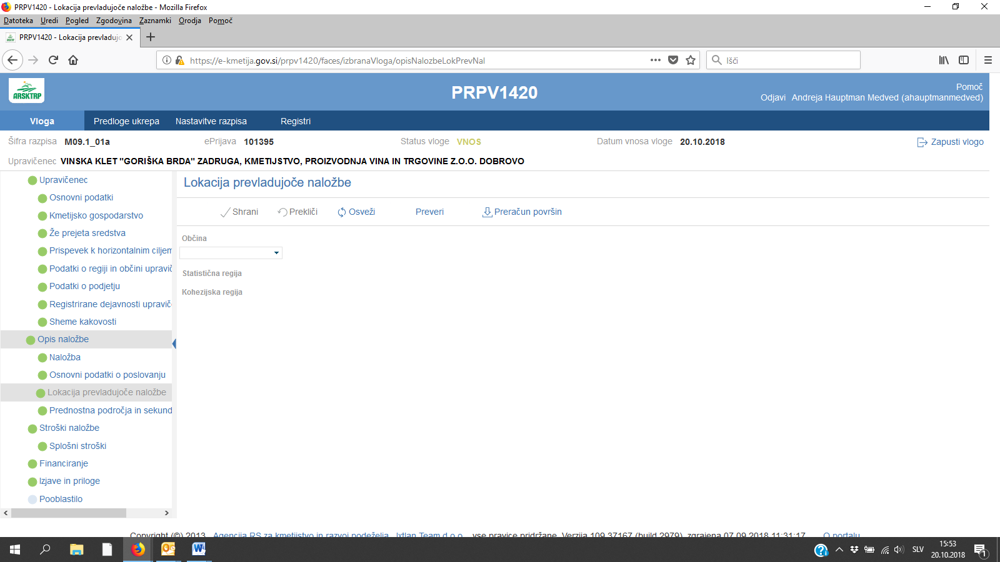 PRPV1420 - Lokacija prevladujoče naložbe - Mozilla Firefox
Datoteka Uredi Pogled Zgodovina Zaznamki Orodja Pomoč
PRPV1420 - Lokacija prevladujo
https://e-kmetija.gov.si/prpv1420/faces/izbranaVloga/opisNalozbeLokPrevNal
Išči
ARSKTRP
PRPV1420
Pomoč
Odjavi Andreja Hauptman Medved (ahauptmanmedved)
Vloga Predloge ukrepa Nastavitve razpisa Registri
Šifra razpisa M09.1_01a ePrijava 101395 Status vloge VNOS Datum vnosa vloge 20.10.2018 Zapusti vlogo
Upravičenec VINSKA KLET "GORIŠKA BRDA" ZADRUGA, KMETIJSTVO, PROIZVODNJA VINA IN TRGOVINE Z.O.O. DOBROVO
Upravičenec
Osnovni podatki
Kmetijsko gospodarstvo
Že prejeta sredstva
Prispevek k horizontalnim ciljem
Podatki o regiji in občini upravič
Podatki o podjetju
Registrirane dejavnosti upravič
Sheme kakovosti
Opis naložbe
Naložba
Osnovni podatki o poslovanju
Lokacija prevladujoče naložbe
Prednostna področja in sekund
Stroški naložbe
Splošni stroški
Financiranje
Izjave in priloge
Pooblastilo
Lokacija prevladujoče naložbe
Shrani Prekliči Osveži Preveri Preračun površin
Občina
Statistična regija
Kohezijska regija
Copyright (©) 2013 Agencija RS za kmetijstvo in razvoj podeželja, Ixtlan Team d.o.o., vse pravice pridržane. Verzija 109.37167 (build 2979), zgrajena 07.09.2018 11:31:17. O portalu
SLV
15:53
20.10.2018
1